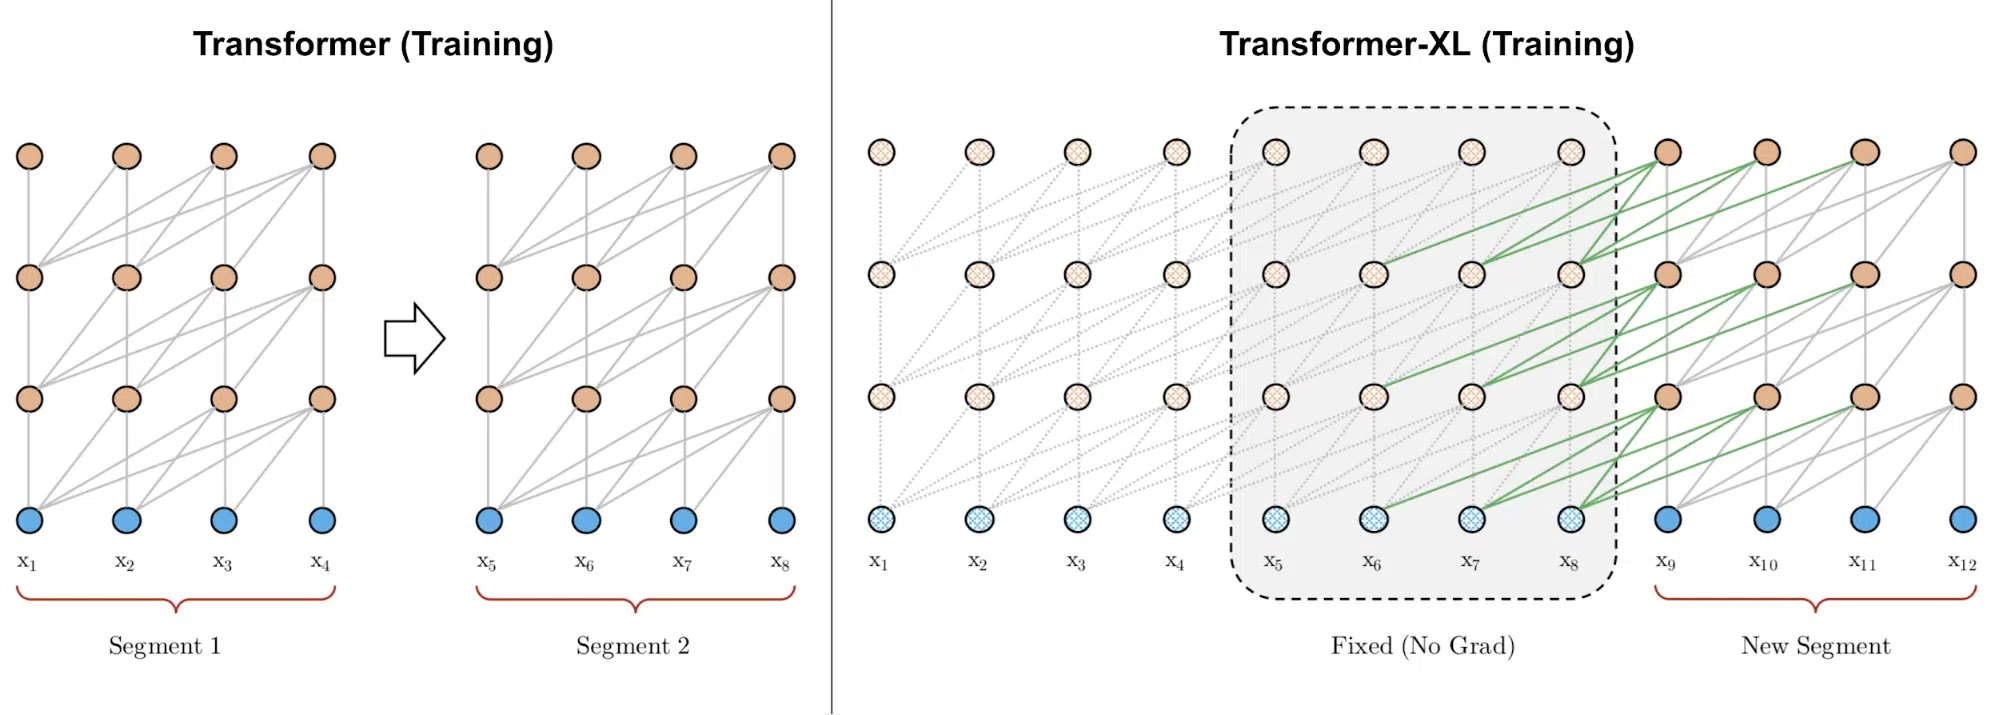 Transformer (Training)
x₁ x₂ x₃ x₄ x₅ x₆ x₇ x₈
Segment 1 Segment 2
Transformer-XL (Training)
x₁ x₂ x₃ x₄ x₅ x₆ x₇ x₈ x₉ x₁₀ x₁₁ x₁₂
Fixed (No Grad) New Segment